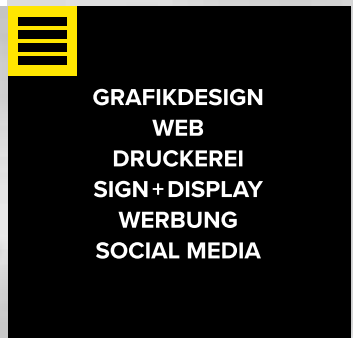 GRAFIKDESIGN
WEB
DRUCKEREI
SIGN + DISPLAY
WERBUNG
SOCIAL MEDIA